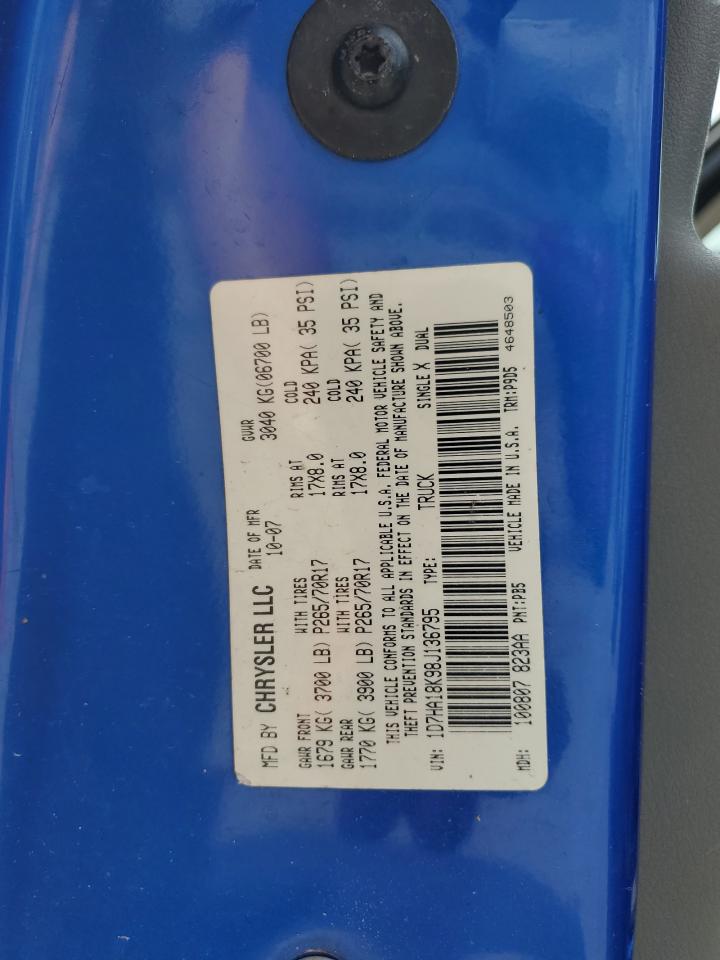 MFD BY CHRYSLER LLC DATE OF MFR 10-07 GVWR 3040 KG(06700 LB)
GAWR FRONT WITH TIRES RIMS AT COLD
1679 KG( 3700 LB) P265/70R17 17X8.0 240 KPA( 35 PSI)
GAWR REAR WITH TIRES RIMS AT COLD
1770 KG( 3900 LB) P265/70R17 17X8.0 240 KPA( 35 PSI)
THIS VEHICLE CONFORMS TO ALL APPLICABLE U.S.A. FEDERAL MOTOR VEHICLE SAFETY AND
THEFT PREVENTION STANDARDS IN EFFECT ON THE DATE OF MANUFACTURE SHOWN ABOVE.
VIN: 1D7HA18K98J136795 TYPE: TRUCK SINGLE X DUAL
MDH: 100807 823AA PNT:PB5 VEHICLE MADE IN U.S.A. TRM:P9D5 4648503